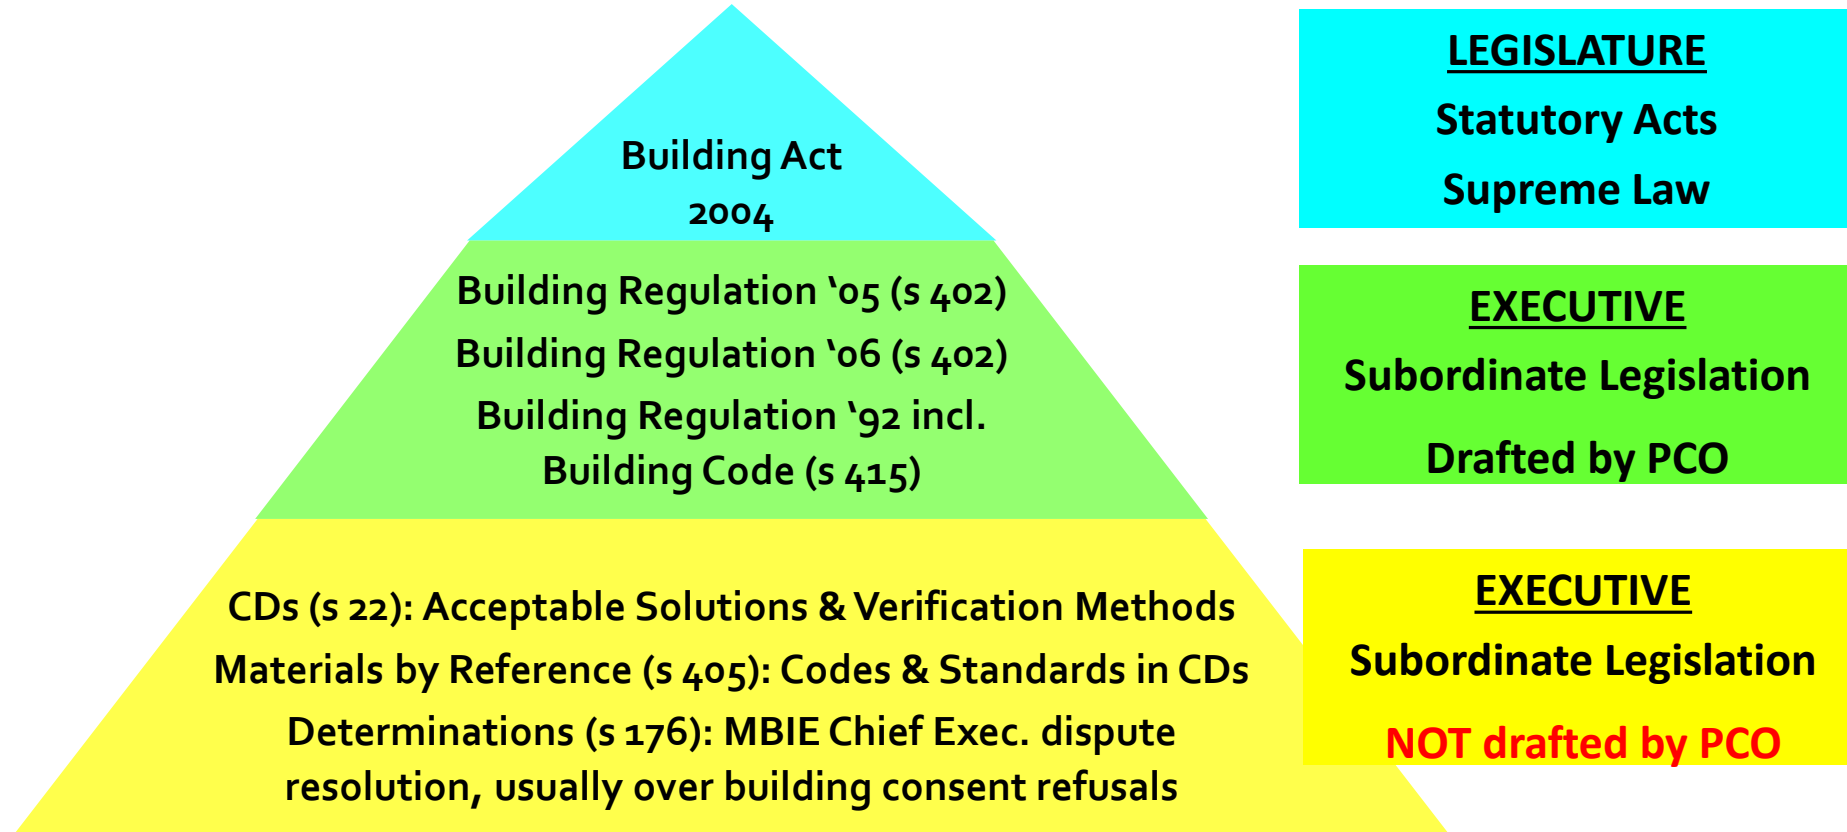 Building Act
2004
Building Regulation ‘05 (s 402)
Building Regulation ‘06 (s 402)
Building Regulation ‘92 incl.
Building Code (s 415)
CDs (s 22): Acceptable Solutions & Verification Methods
Materials by Reference (s 405): Codes & Standards in CDs
Determinations (s 176): MBIE Chief Exec. dispute
resolution, usually over building consent refusals
LEGISLATURE
Statutory Acts
Supreme Law
EXECUTIVE
Subordinate Legislation
Drafted by PCO
EXECUTIVE
Subordinate Legislation
NOT drafted by PCO